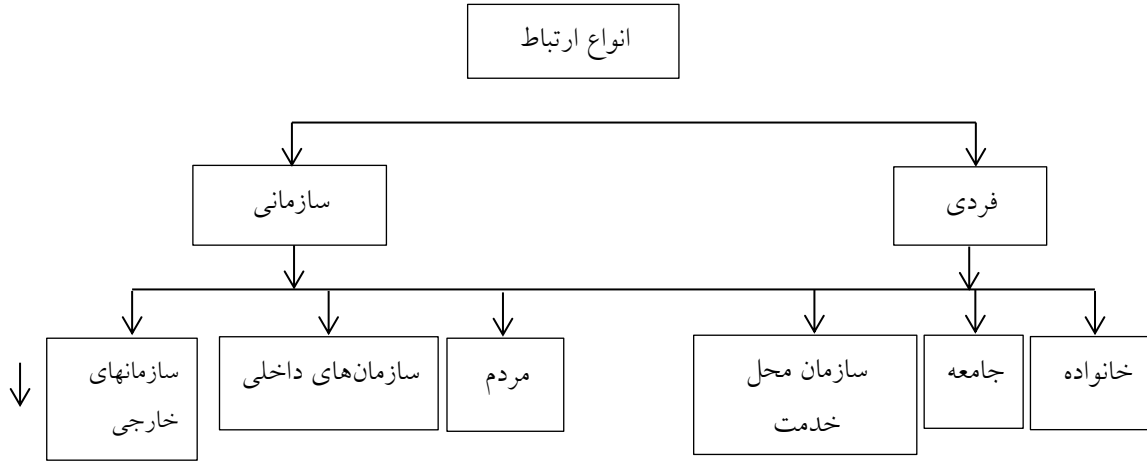 انواع ارتباط
فردی
سازمانی
خانواده
جامعه
سازمان محل
خدمت
مردم
سازمان‌های داخلی
سازمانهای
خارجی